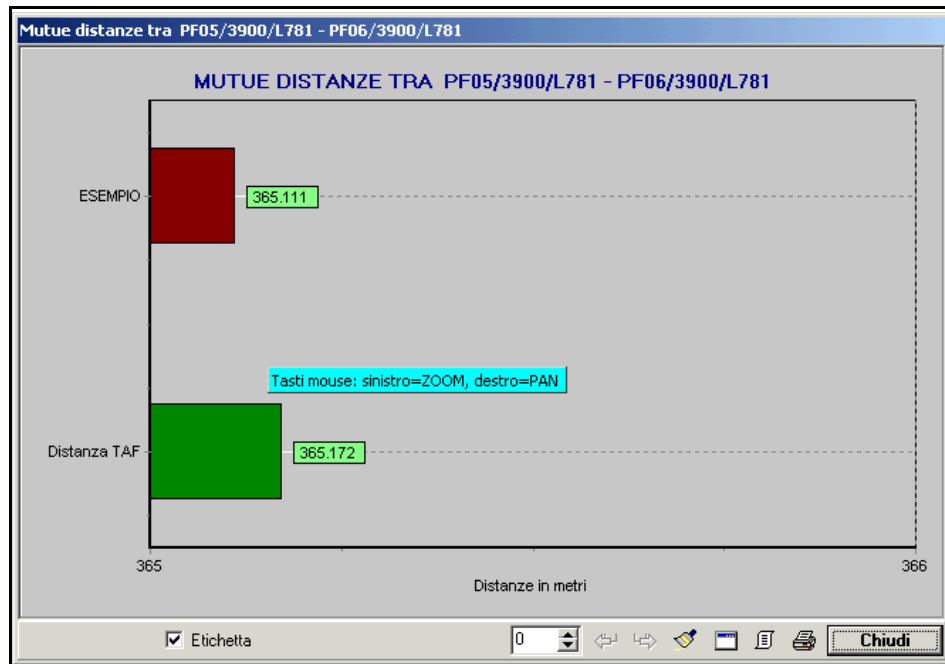 Mutue distanze tra PF05/3900/L781 - PF06/3900/L781
MUTUE DISTANZE TRA PF05/3900/L781 - PF06/3900/L781
ESEMPIO
365.111
Tasti mouse: sinistro=ZOOM, destro=PAN
Distanza TAF
365.172
365
366
Distanze in metri
Etichetta
0
Chiudi